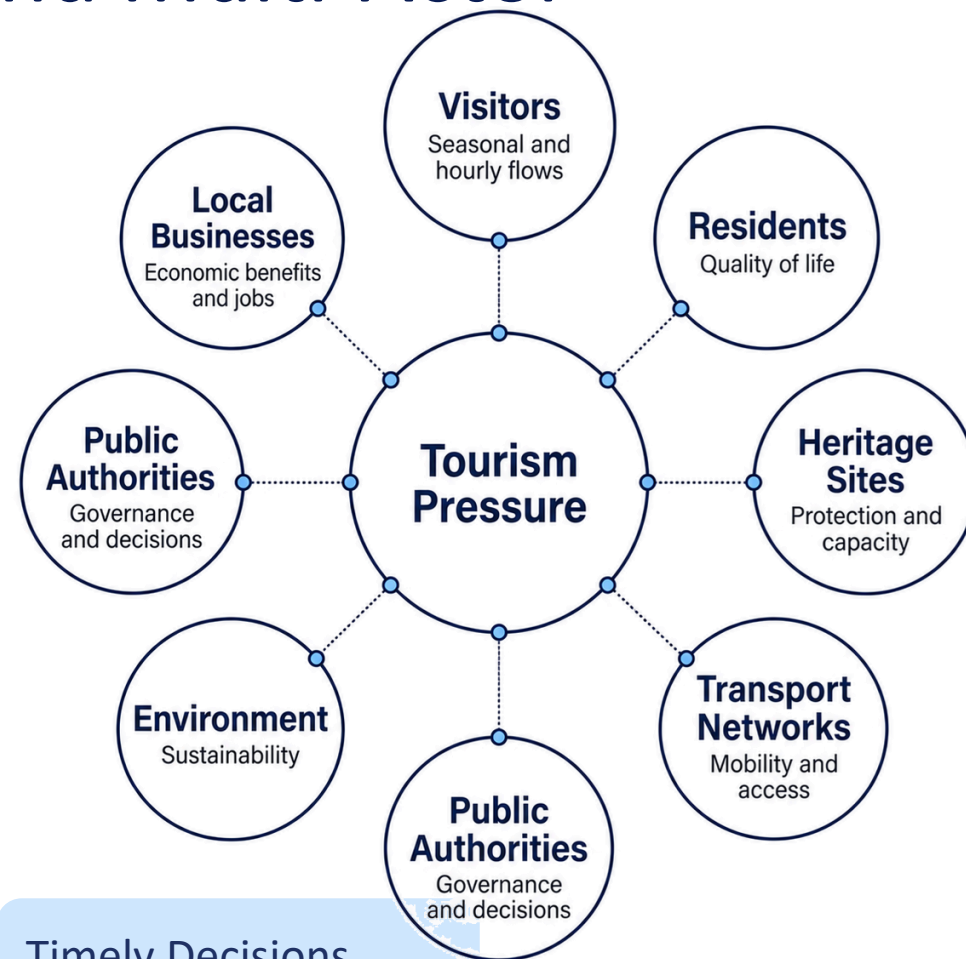 Visitors
Seasonal and
hourly flows
Local
Businesses
Economic benefits
and jobs
Residents
Quality of life
Public
Authorities
Governance
and decisions
Tourism
Pressure
Heritage
Sites
Protection and
capacity
Environment
Sustainability
Transport
Networks
Mobility and
access
Public
Authorities
Governance
and decisions
Timely Decisions